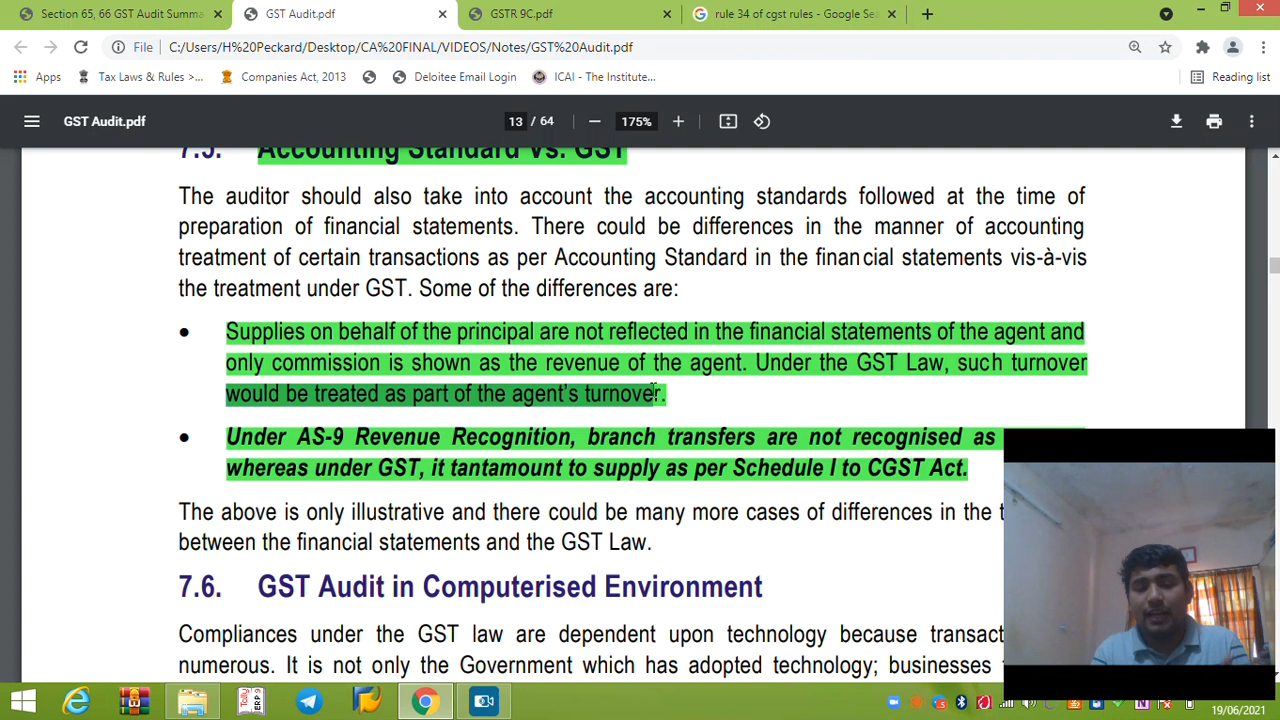 Section 65, 66 GST Audit Summa
GST Audit.pdf
GSTR 9C.pdf
rule 34 of cgst rules - Google Sea
File
C:/Users/H%20Peckard/Desktop/CA%20FINAL/VIDEOS/Notes/GST%20Audit.pdf
Apps
Tax Laws & Rules >...
Companies Act, 2013
Deloitee Email Login
ICAI - The Institute...
Reading list
GST Audit.pdf
13 / 64
175%
7.5. Accounting Standard Vs. GST
The auditor should also take into account the accounting standards followed at the time of
preparation of financial statements. There could be differences in the manner of accounting
treatment of certain transactions as per Accounting Standard in the financial statements vis-à-vis
the treatment under GST. Some of the differences are:
• Supplies on behalf of the principal are not reflected in the financial statements of the agent and
only commission is shown as the revenue of the agent. Under the GST Law, such turnover
would be treated as part of the agent's turnover.
• Under AS-9 Revenue Recognition, branch transfers are not recognised as
whereas under GST, it tantamount to supply as per Schedule I to CGST Act.
The above is only illustrative and there could be many more cases of differences in the
between the financial statements and the GST Law.
7.6. GST Audit in Computerised Environment
Compliances under the GST law are dependent upon technology because
numerous. It is not only the Government which has adopted technology; businesses
Tally
ERP 9
19/06/2021